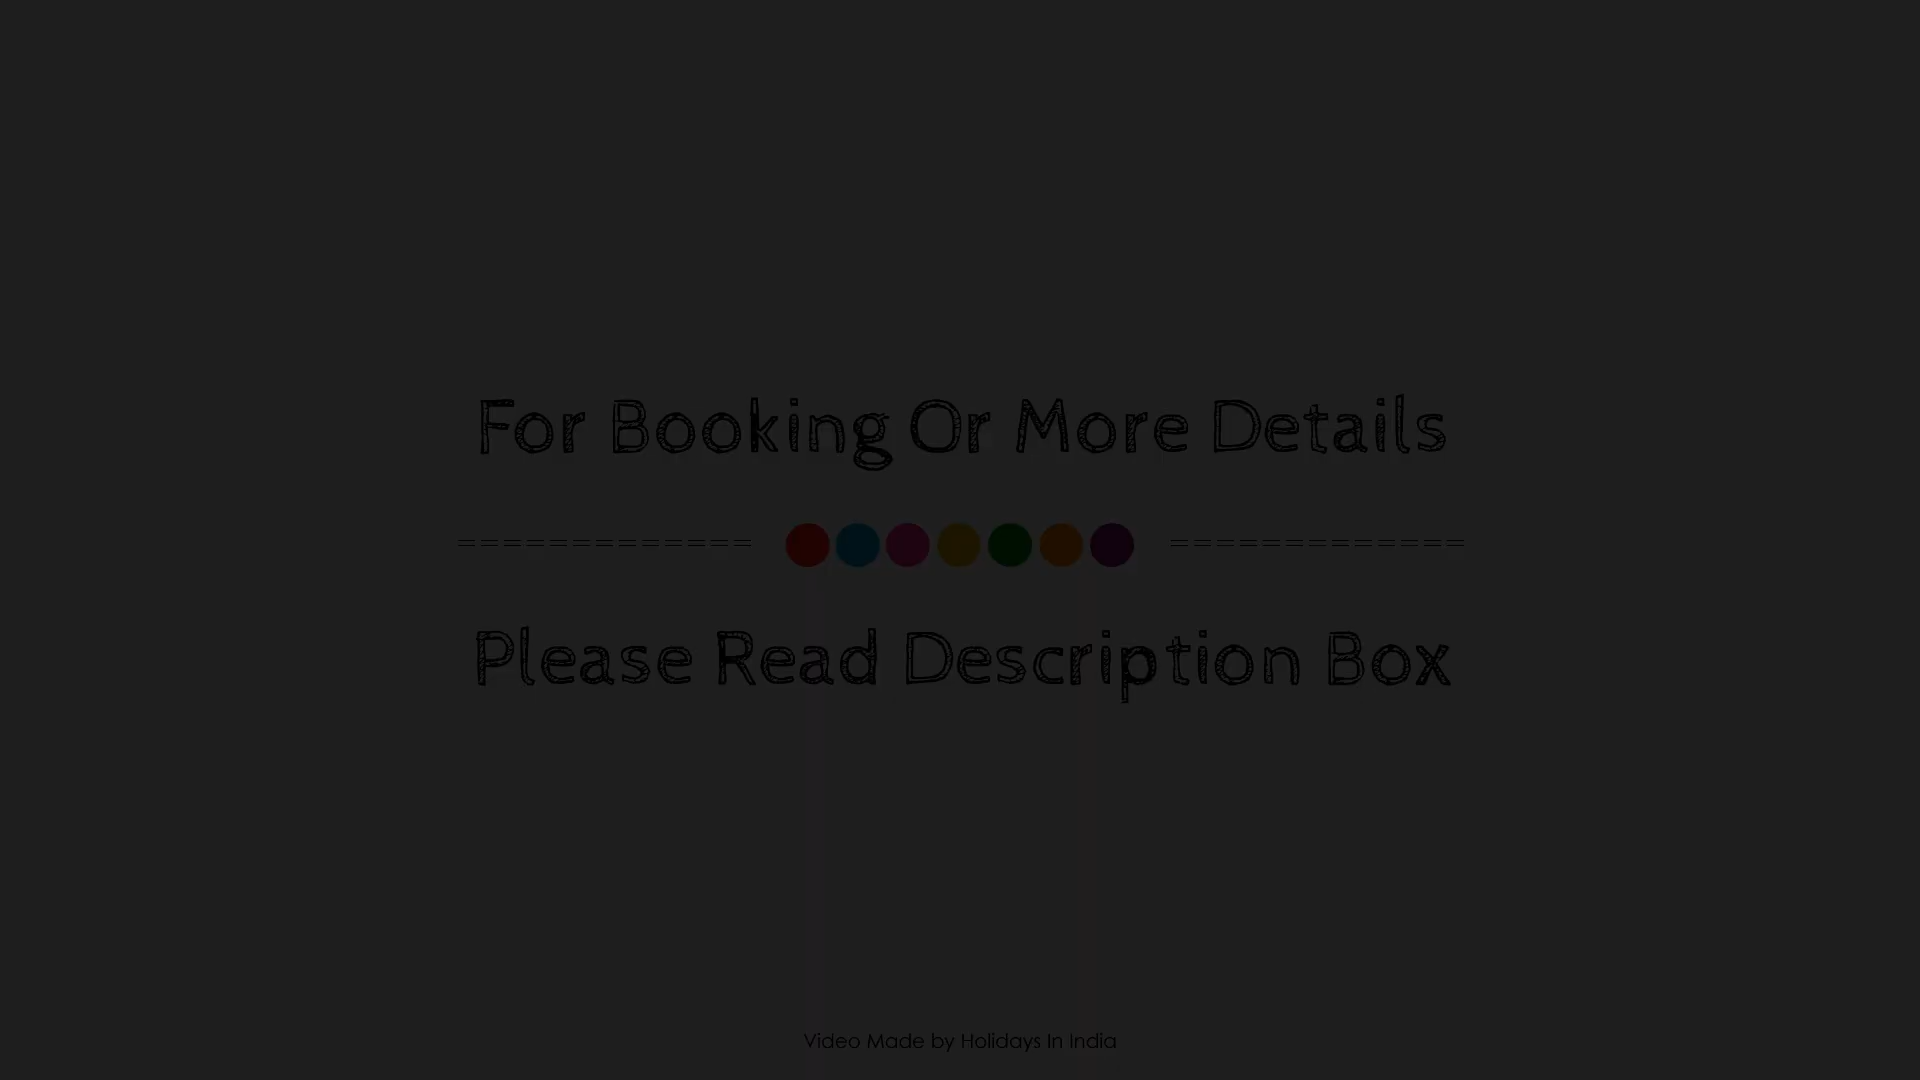 For Booking Or More Details
============= =============
Please Read Description Box
Video Made by Holidays In India